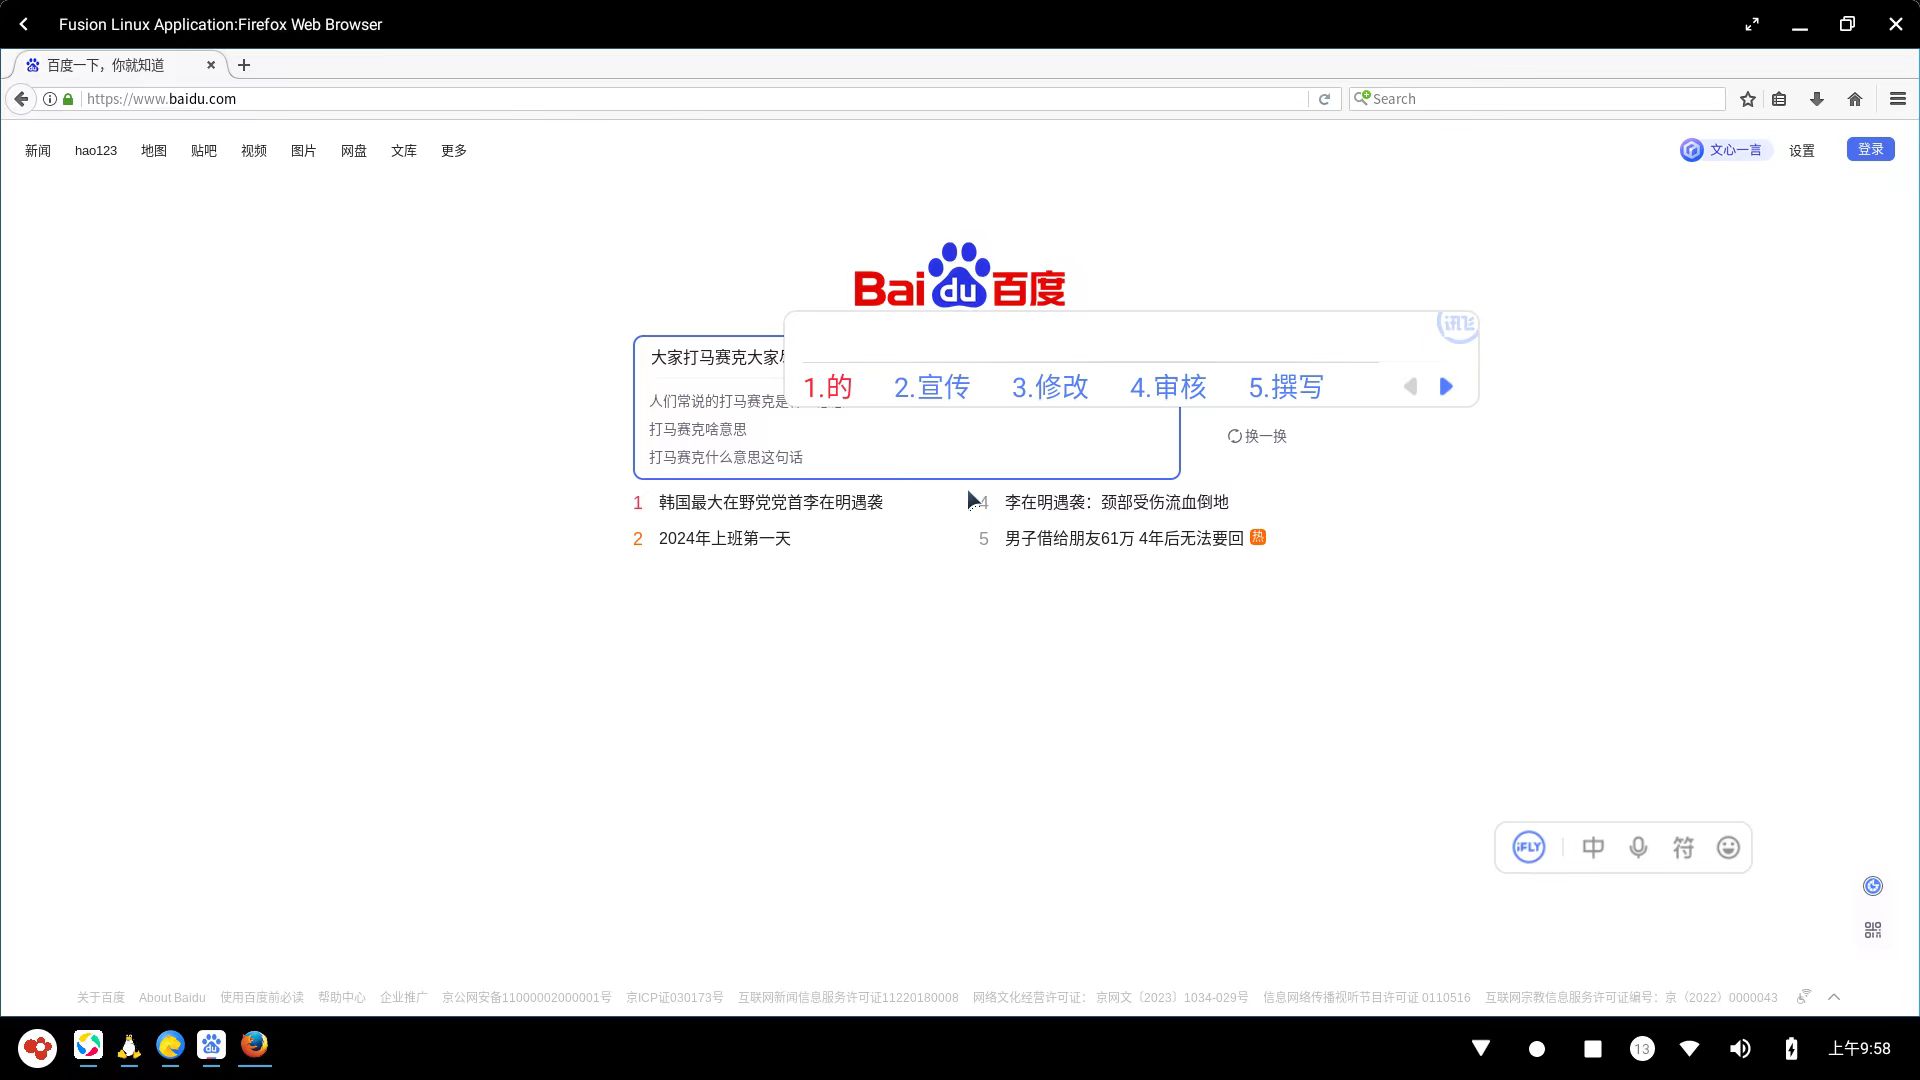 Fusion Linux Application:Firefox Web Browser
百度一下，你就知道
https://www.baidu.com
Search
新闻 hao123 地图 贴吧 视频 图片 网盘 文库 更多
文心一言 设置 登录
Bai du 百度
讯飞
大家打马赛克大家
1.的 2.宣传 3.修改 4.审核 5.撰写
人们常说的打马赛克是
打马赛克啥意思
换一换
打马赛克什么意思这句话
1 韩国最大在野党党首李在明遇袭
4 李在明遇袭：颈部受伤流血倒地
2 2024年上班第一天
5 男子借给朋友61万 4年后无法要回 热
iFLY 中 符
关于百度 About Baidu 使用百度前必读 帮助中心 企业推广 京公网安备11000002000001号 京ICP证030173号 互联网新闻信息服务许可证11220180008 网络文化经营许可证： 京网文〔2023〕1034-029号 信息网络传播视听节目许可证 0110516 互联网宗教信息服务许可证编号：京（2022）0000043
du
13
上午9:58